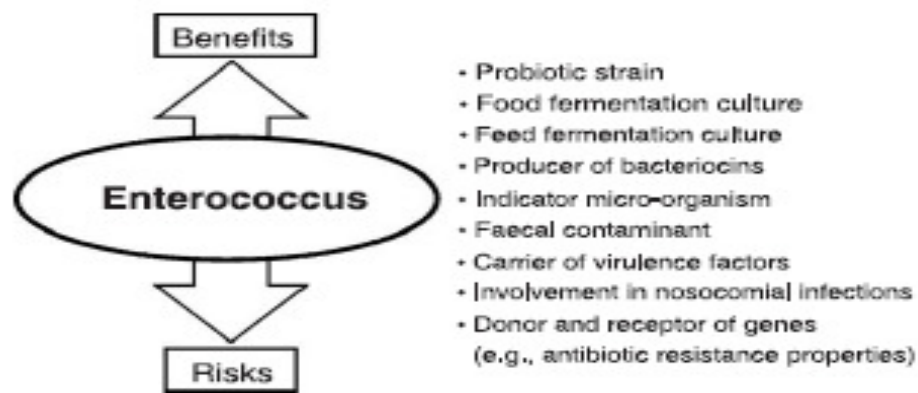 Benefits
Enterococcus
Risks
• Probiotic strain
• Food fermentation culture
• Feed fermentation culture
• Producer of bacteriocins
• Indicator micro-organism
• Faecal contaminant
• Carrier of virulence factors
• Involvement in nosocomial infections
• Donor and receptor of genes
(e.g., antibiotic resistance properties)